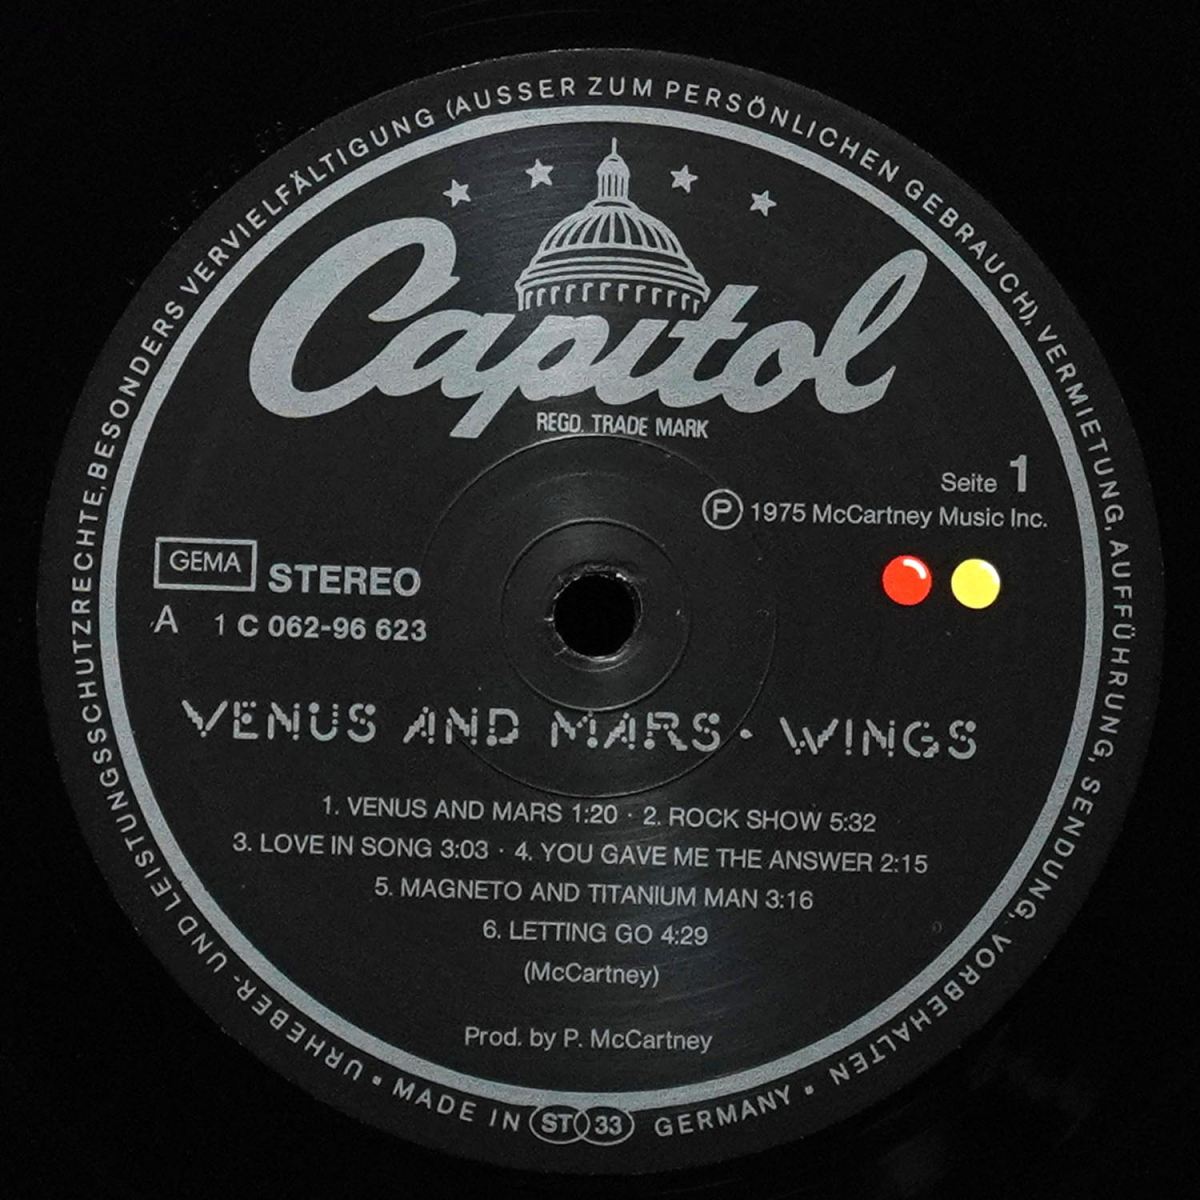 URHEBER- UND LEISTUNGSSCHUTZRECHTE, BESONDERS VERVIELFÄLTIGUNG (AUSSER ZUM PERSÖNLICHEN GEBRAUCH), VERMIETUNG, AUFFÜHRUNG, SENDUNG, VORBEHALTEN •
Capitol
REGD. TRADE MARK
Seite 1
Ⓟ 1975 McCartney Music Inc.
GEMA STEREO
A 1 C 062-96 623
VENUS AND MARS • WINGS
1. VENUS AND MARS 1:20 · 2. ROCK SHOW 5:32
3. LOVE IN SONG 3:03 · 4. YOU GAVE ME THE ANSWER 2:15
5. MAGNETO AND TITANIUM MAN 3:16
6. LETTING GO 4:29
(McCartney)
Prod. by P. McCartney
• MADE IN ST 33 GERMANY